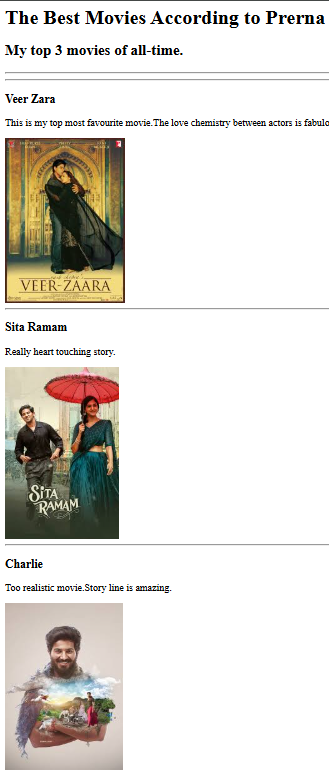 The Best Movies According to Prerna
My top 3 movies of all-time.
Veer Zara
This is my top most favourite movie.The love chemistry between actors is fabulo
VEER-ZAARA
Sita Ramam
Really heart touching story.
SITA
RAMAM
Charlie
Too realistic movie.Story line is amazing.